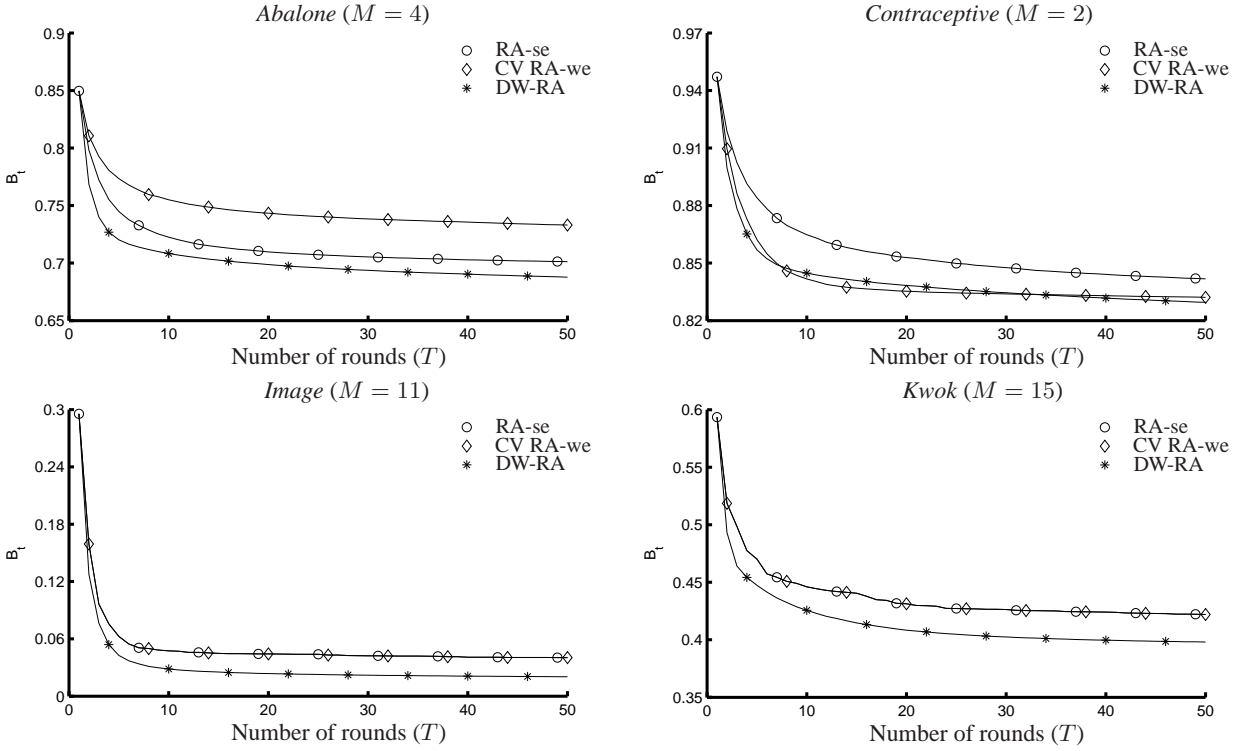 Abalone (M = 4)
0.9
0.85
0.8
0.75
0.7
0.65
B_t
0 10 20 30 40 50
Number of rounds (T)
RA-se
CV RA-we
DW-RA
Contraceptive (M = 2)
0.97
0.94
0.91
0.88
0.85
0.82
B_t
0 10 20 30 40 50
Number of rounds (T)
RA-se
CV RA-we
DW-RA
Image (M = 11)
0.3
0.24
0.18
0.12
0.06
0
B_t
0 10 20 30 40 50
Number of rounds (T)
RA-se
CV RA-we
DW-RA
Kwok (M = 15)
0.6
0.55
0.5
0.45
0.4
0.35
B_t
0 10 20 30 40 50
Number of rounds (T)
RA-se
CV RA-we
DW-RA